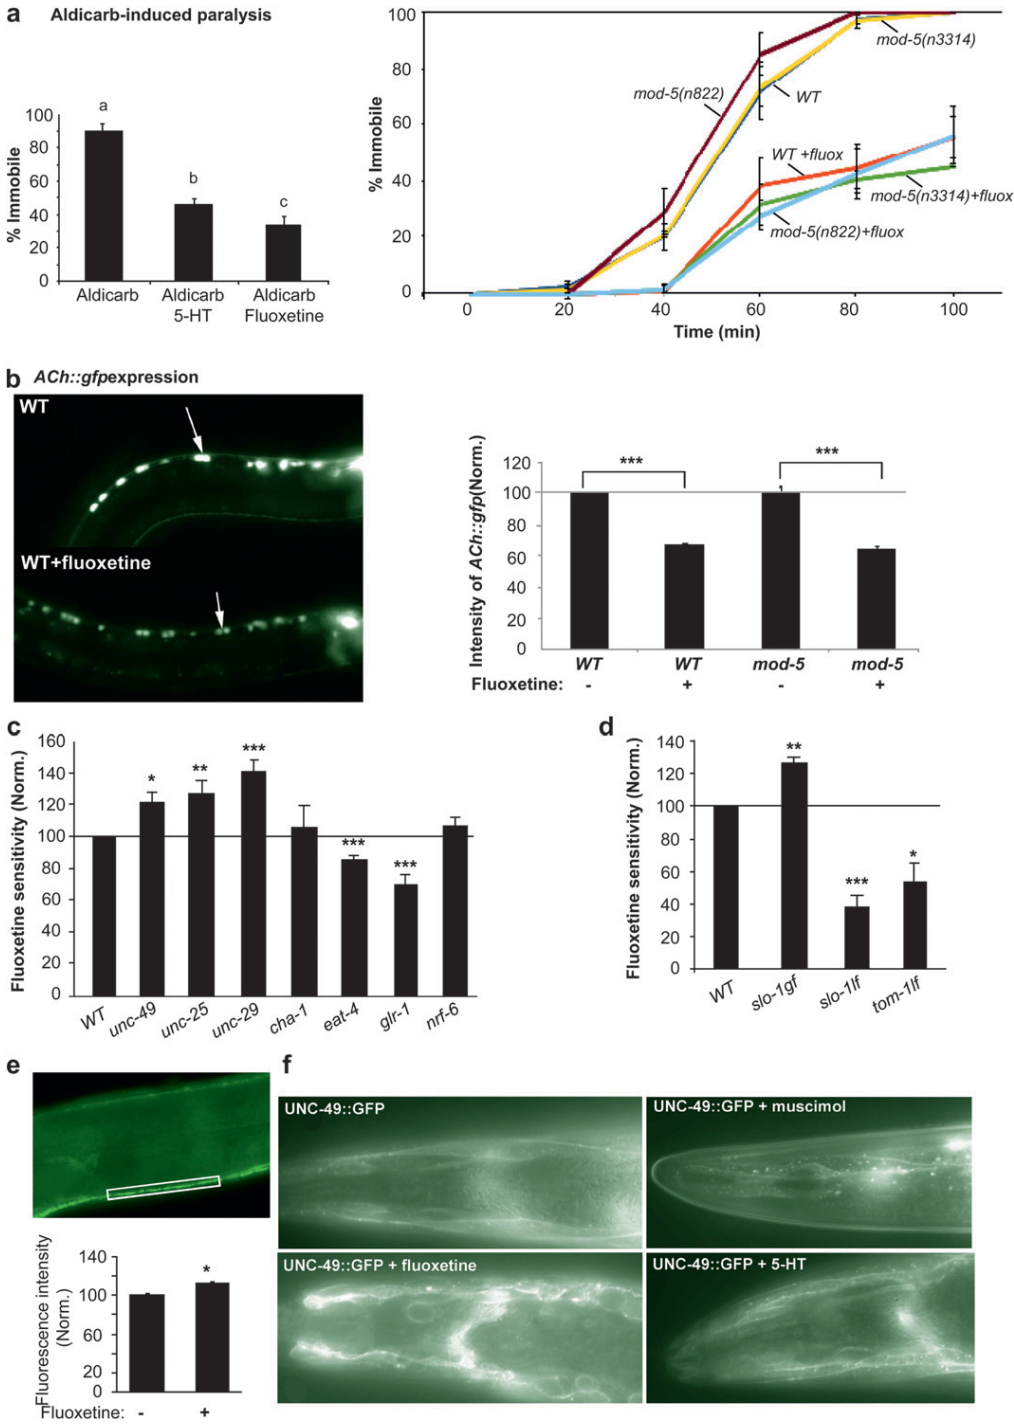 a Aldicarb-induced paralysis
% Immobile
100
80
60
40
20
0
a
b
c
Aldicarb
Aldicarb
5-HT
Aldicarb
Fluoxetine
% Immobile
100
80
60
40
20
0
0 20 40 60 80 100
Time (min)
mod-5(n822)
WT
mod-5(n3314)
WT +fluox
mod-5(n3314)+fluox
mod-5(n822)+fluox
b ACh::gfpexpression
WT
WT+fluoxetine
Intensity of ACh::gfp(Norm.)
120
100
80
60
40
20
0
*** ***
WT WT mod-5 mod-5
Fluoxetine: - + - +
c
Fluoxetine sensitivity (Norm.)
160
140
120
100
80
60
40
20
0
* ** *** *** ***
WT unc-49 unc-25 unc-29 cha-1 eat-4 glr-1 nrf-6
d
Fluoxetine sensitivity (Norm.)
140
120
100
80
60
40
20
0
** *** *
WT slo-1gf slo-1lf tom-1lf
e
Fluorescence intensity
(Norm.)
140
100
60
20
0
*
Fluoxetine: - +
f
UNC-49::GFP
UNC-49::GFP + muscimol
UNC-49::GFP + fluoxetine
UNC-49::GFP + 5-HT